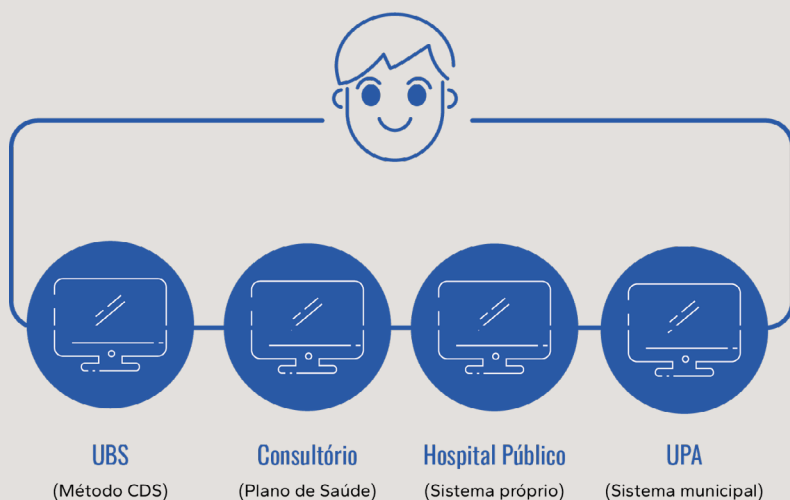 UBS
(Método CDS)
Consultório
(Plano de Saúde)
Hospital Público
(Sistema próprio)
UPA
(Sistema municipal)